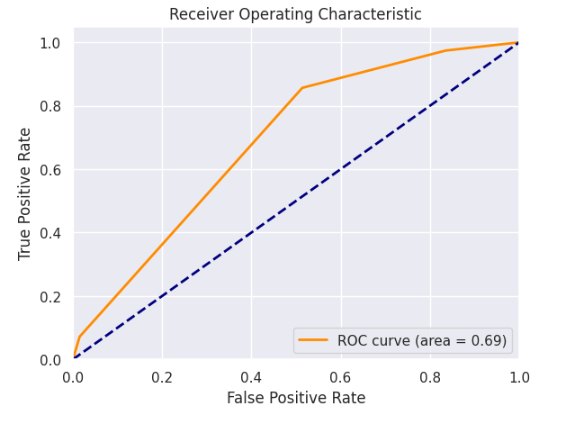 Receiver Operating Characteristic
1.0
0.8
0.6
0.4
0.2
0.0
True Positive Rate
ROC curve (area = 0.69)
0.0 0.2 0.4 0.6 0.8 1.0
False Positive Rate